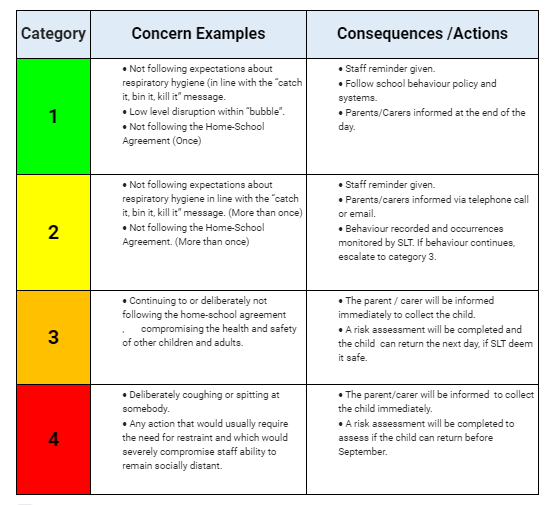 Category
Concern Examples
Consequences /Actions
1
• Not following expectations about
respiratory hygiene (in line with the “catch
it, bin it, kill it” message.
• Low level disruption within “bubble”.
• Not following the Home-School
Agreement (Once)
• Staff reminder given.
• Follow school behaviour policy and
systems.
• Parents/Carers informed at the end of the
day.
2
• Not following expectations about
respiratory hygiene in line with the “catch
it, bin it, kill it” message. (More than once)
• Not following the Home-School
Agreement. (More than once)
• Staff reminder given.
• Parents/carers informed via telephone call
or email.
• Behaviour recorded and occurrences
monitored by SLT. If behaviour continues,
escalate to category 3.
3
• Continuing to or deliberately not
following the home-school agreement
. compromising the health and safety
of other children and adults.
• The parent / carer will be informed
immediately to collect the child.
• A risk assessment will be completed and
the child can return the next day, if SLT deem
it safe.
4
• Deliberately coughing or spitting at
somebody.
• Any action that would usually require
the need for restraint and which would
severely compromise staff ability to
remain socially distant.
• The parent/carer will be informed to collect
the child immediately.
• A risk assessment will be completed to
assess if the child can return before
September.